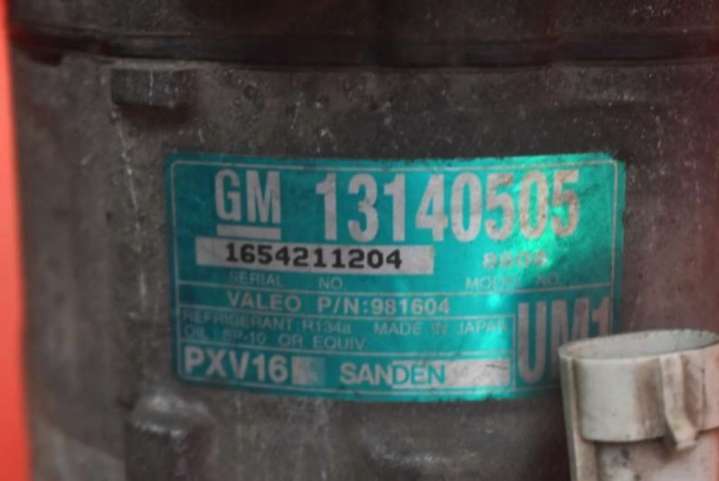 GM 13140505
1654211204
SERIAL NO. MODEL NO.
VALEO P/N:981604
REFRIGERANT R134a MADE IN JAPAN
OIL SP-10 OR EQUIV.
UM1
PXV16 SANDEN